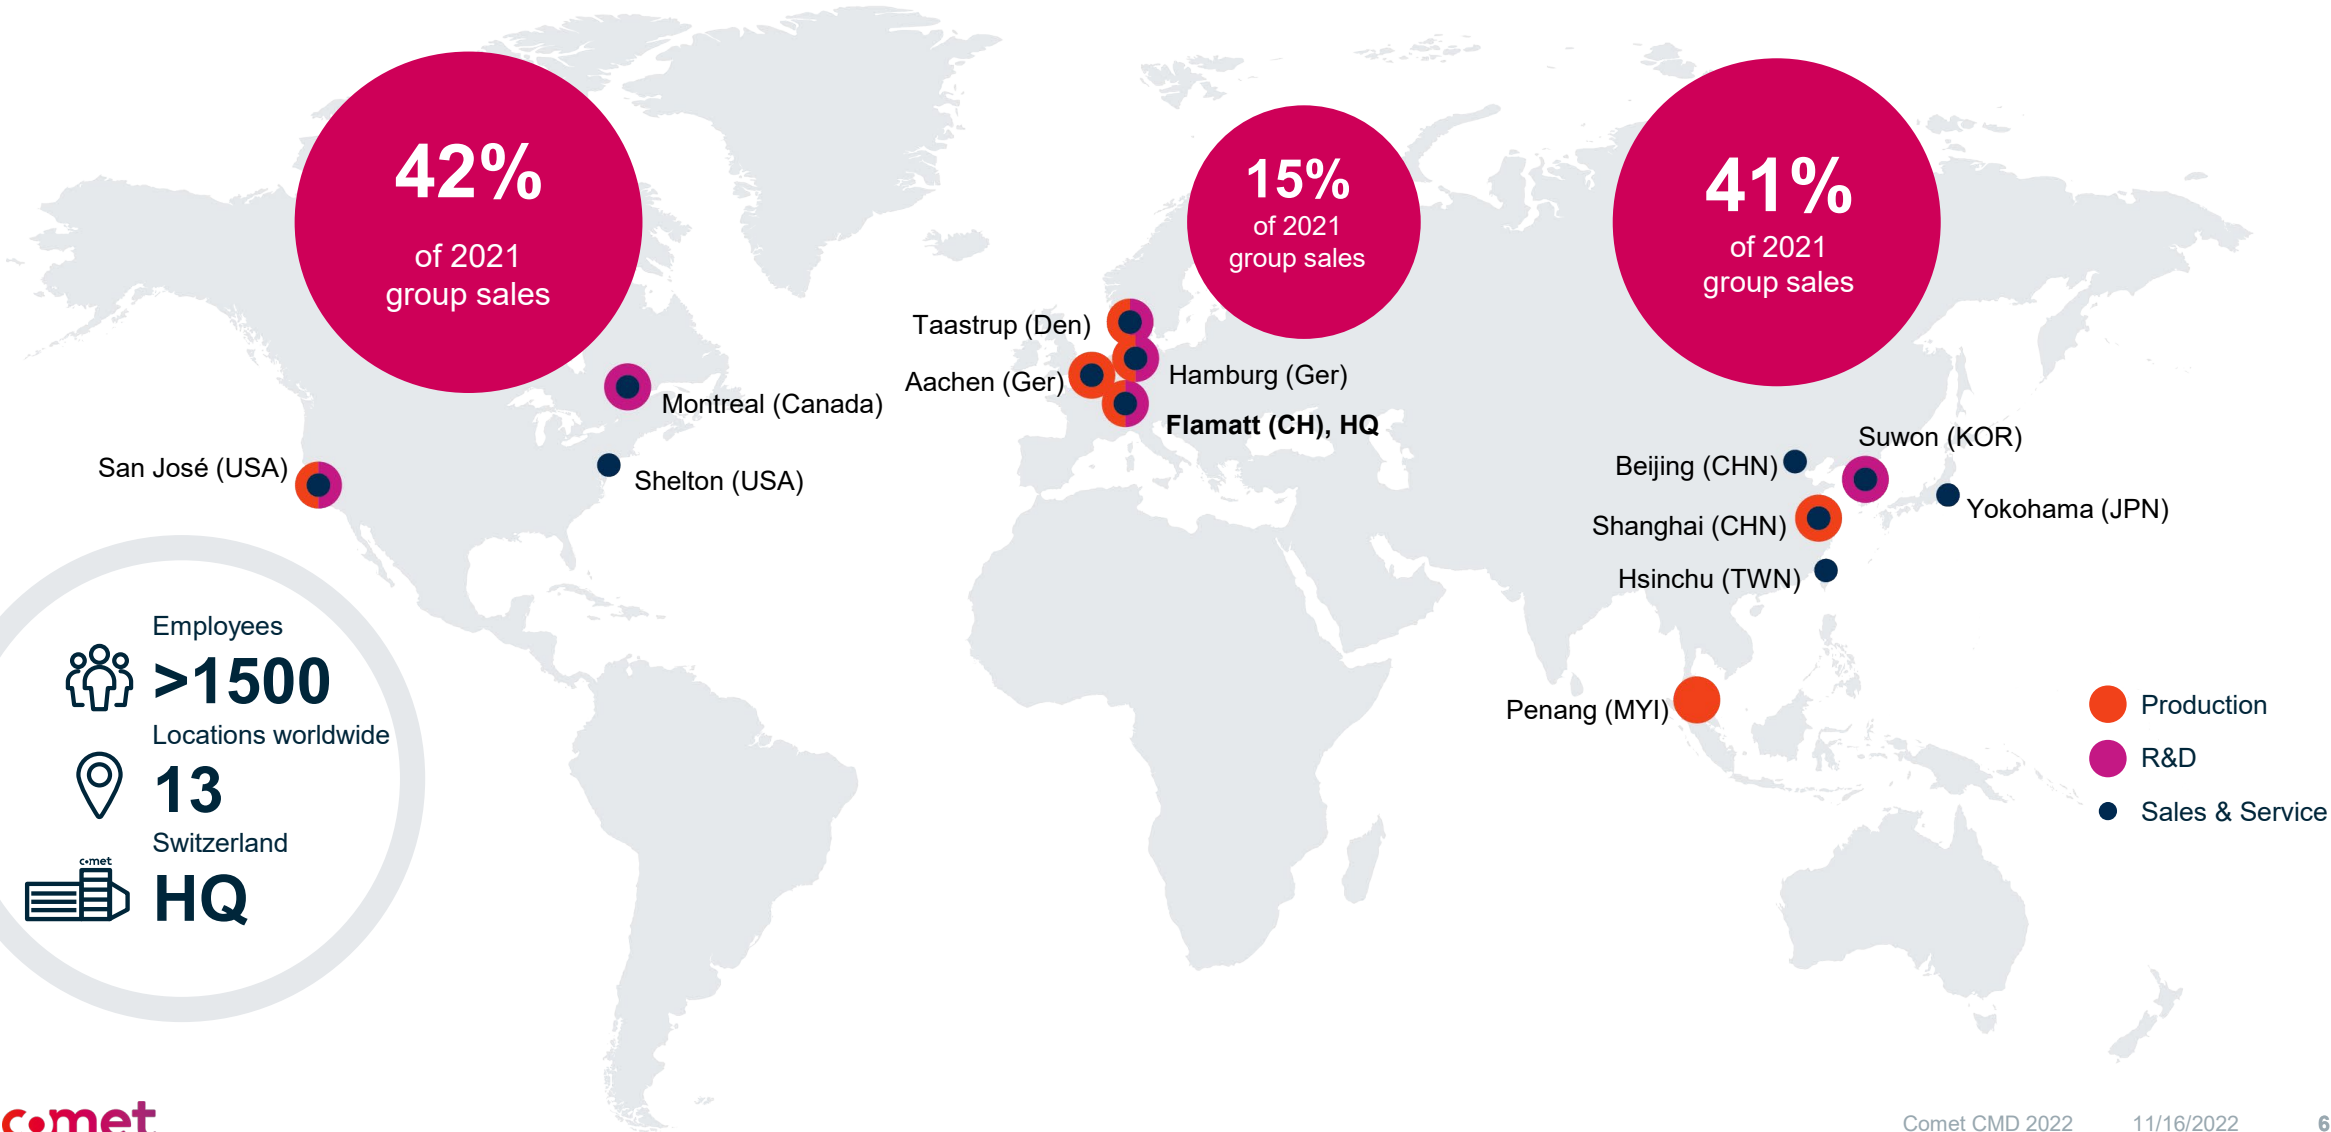 42%
of 2021
group sales
15%
of 2021
group sales
41%
of 2021
group sales
Taastrup (Den)
Aachen (Ger)
Hamburg (Ger)
Flamatt (CH), HQ
Montreal (Canada)
San José (USA)
Shelton (USA)
Suwon (KOR)
Beijing (CHN)
Yokohama (JPN)
Shanghai (CHN)
Hsinchu (TWN)
Penang (MYI)
Employees
>1500
Locations worldwide
13
Switzerland
comet
HQ
Production
R&D
Sales & Service
comet
Comet CMD 2022 11/16/2022 6